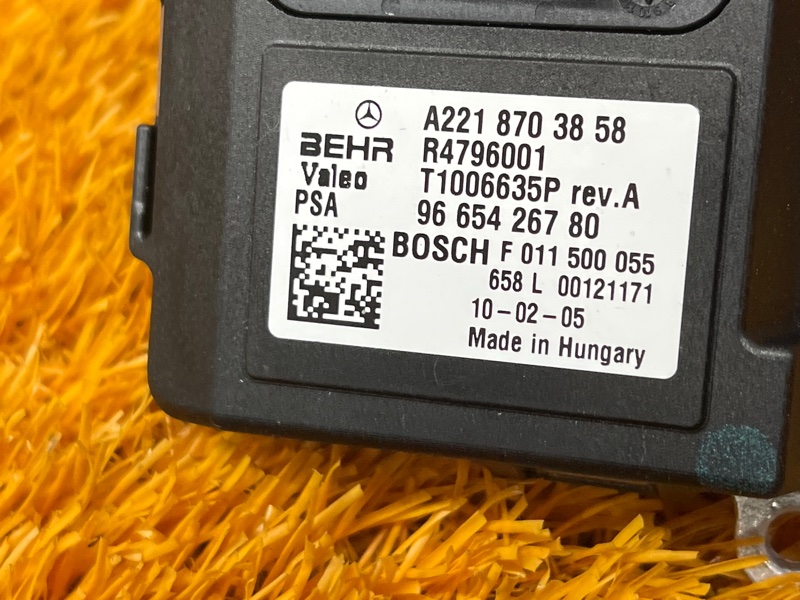 A221 870 38 58
BEHR R4796001
Valeo T1006635P rev.A
PSA 96 654 267 80
BOSCH F 011 500 055
658 L 00121171
10-02-05
Made in Hungary